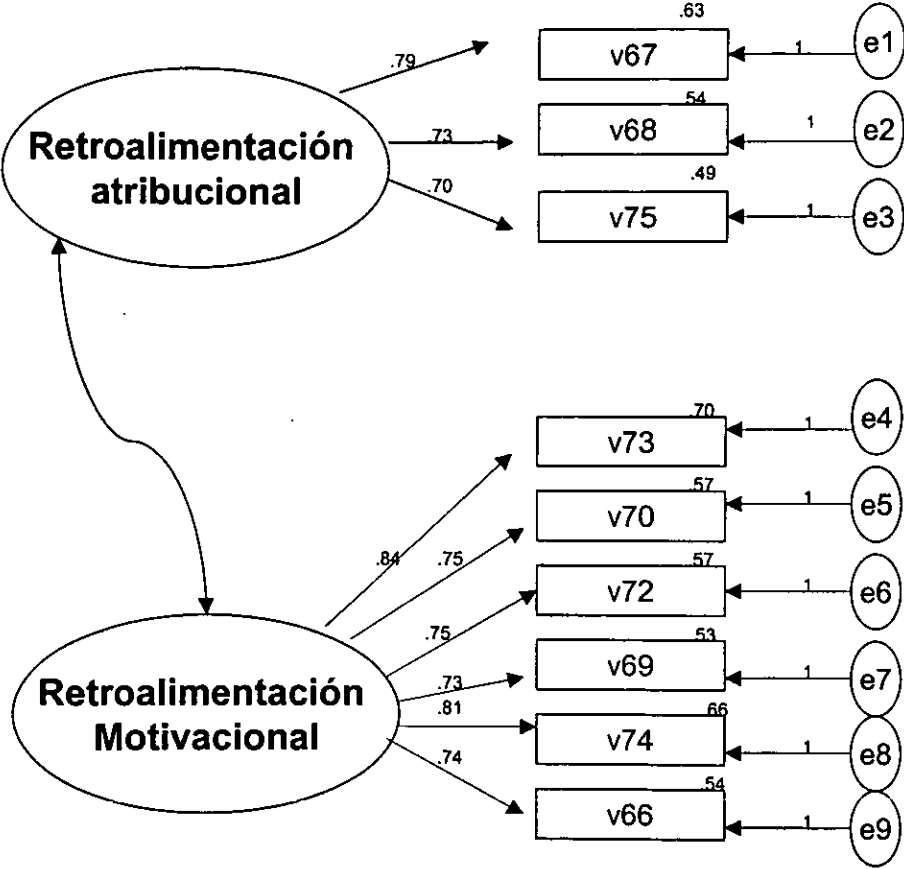 .63
.79
v67
1
e1
.54
Retroalimentación
atribucional
.73
v68
1
e2
.49
.70
v75
1
e3
.70
v73
1
e4
.84
.57
.75
v70
1
e5
.57
.75
v72
1
e6
.53
Retroalimentación
Motivacional
.73
v69
1
e7
.66
.81
v74
1
e8
.54
.74
v66
1
e9